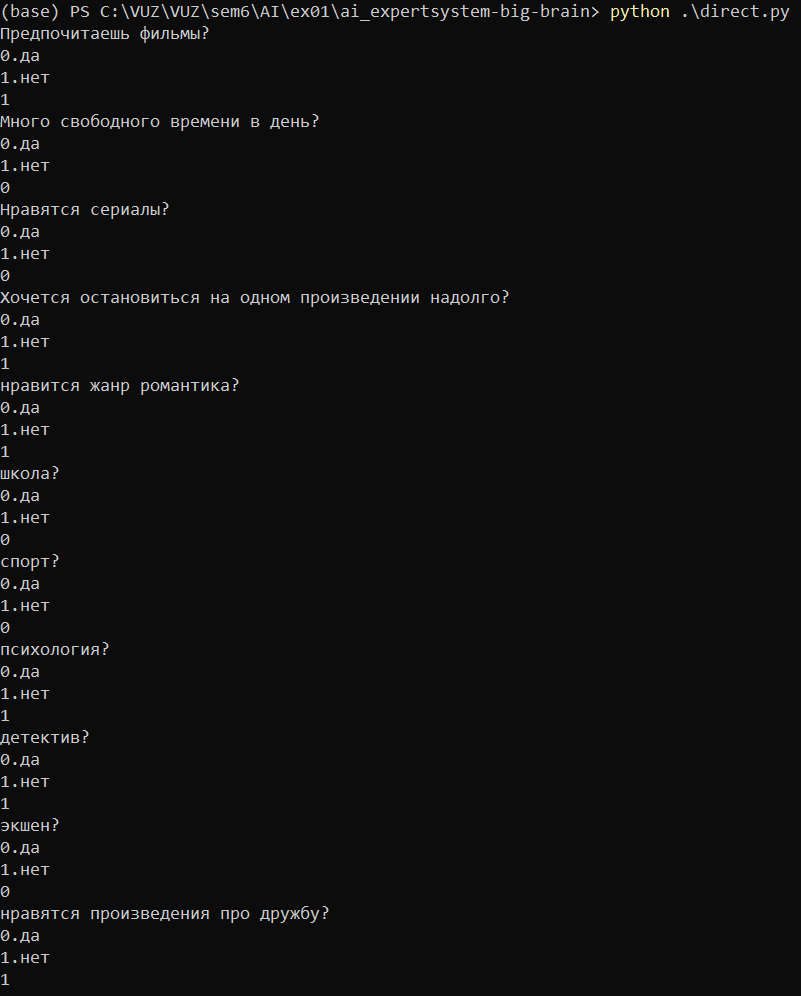 (base) PS C:\VUZ\VUZ\sem6\AI\ex01\ai_expertsystem-big-brain> python .\direct.py
Предпочитаешь фильмы?
0.да
1.нет
1
Много свободного времени в день?
0.да
1.нет
0
Нравятся сериалы?
0.да
1.нет
0
Хочется остановиться на одном произведении надолго?
0.да
1.нет
1
нравится жанр романтика?
0.да
1.нет
1
школа?
0.да
1.нет
0
спорт?
0.да
1.нет
0
психология?
0.да
1.нет
1
детектив?
0.да
1.нет
1
экшен?
0.да
1.нет
0
нравятся произведения про дружбу?
0.да
1.нет
1